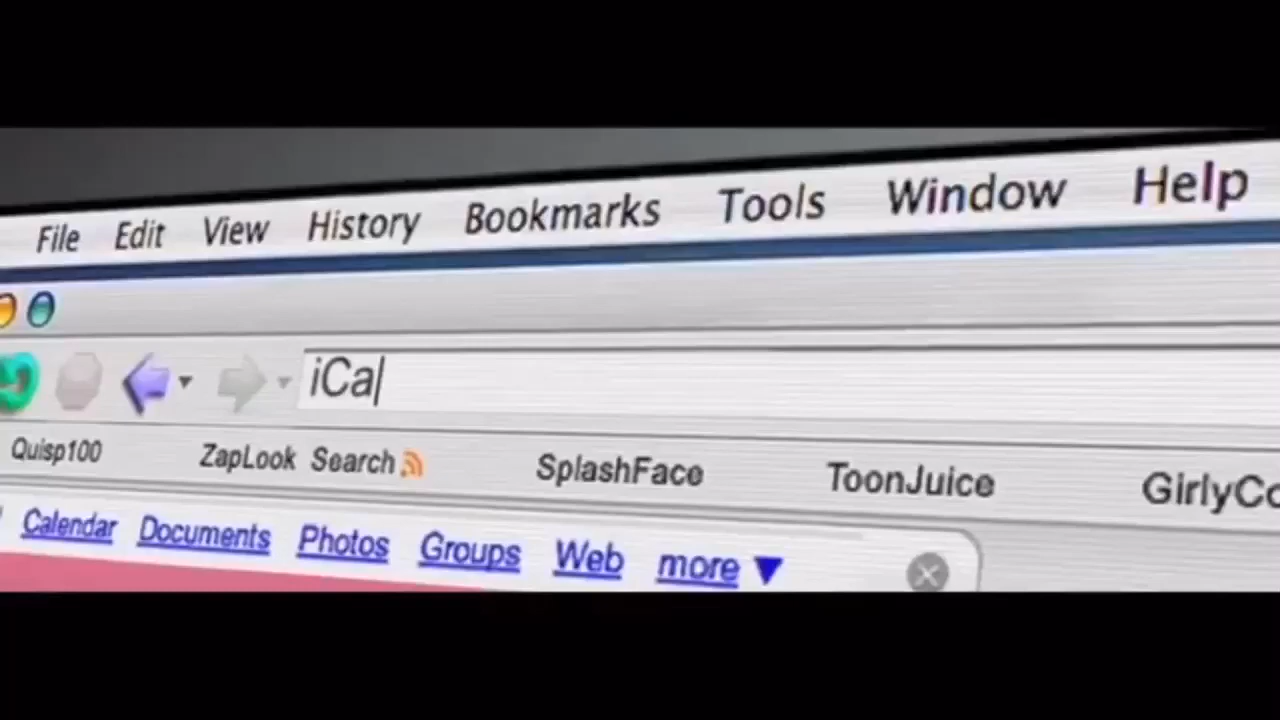 File Edit View History Bookmarks Tools Window Help
iCa
Quisp100 ZapLook Search SplashFace ToonJuice GirlyCo
Calendar Documents Photos Groups Web more